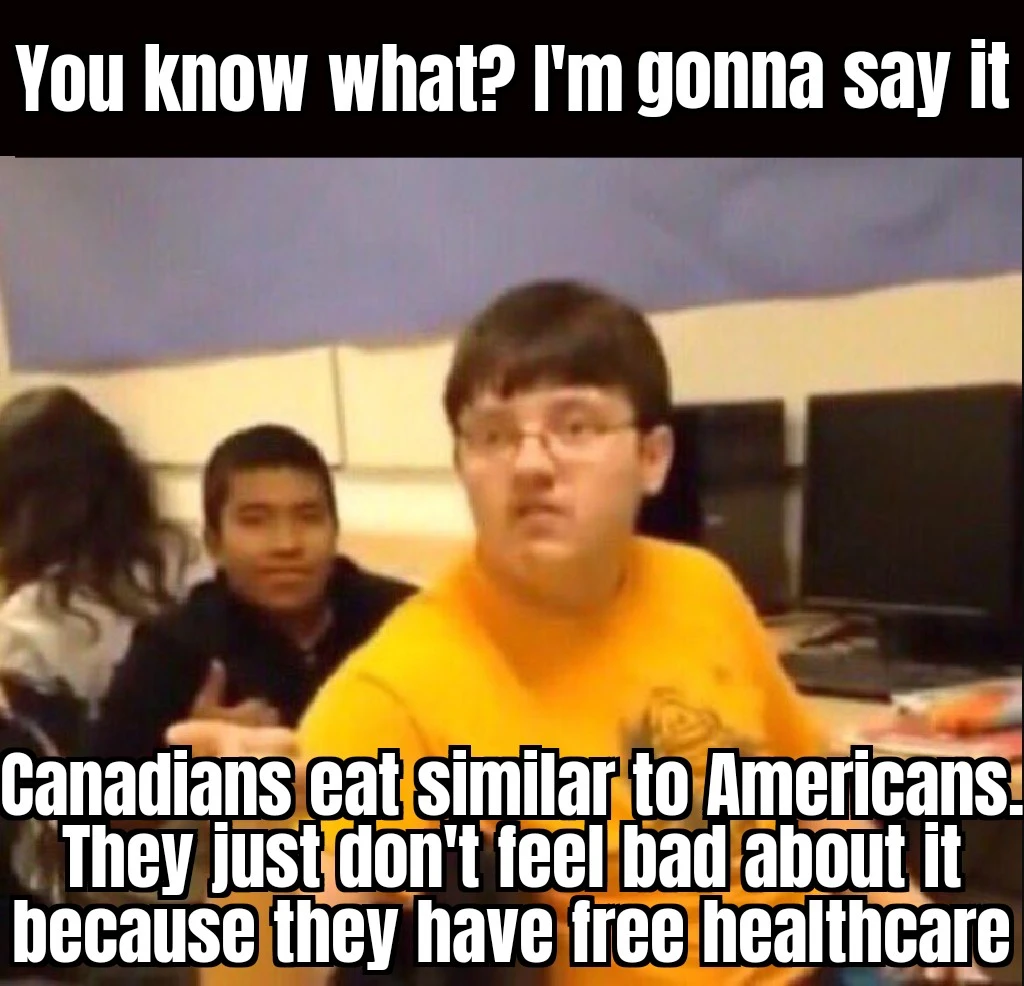 You know what? I'm gonna say it
Canadians eat similar to Americans.
They just don't feel bad about it
because they have free healthcare